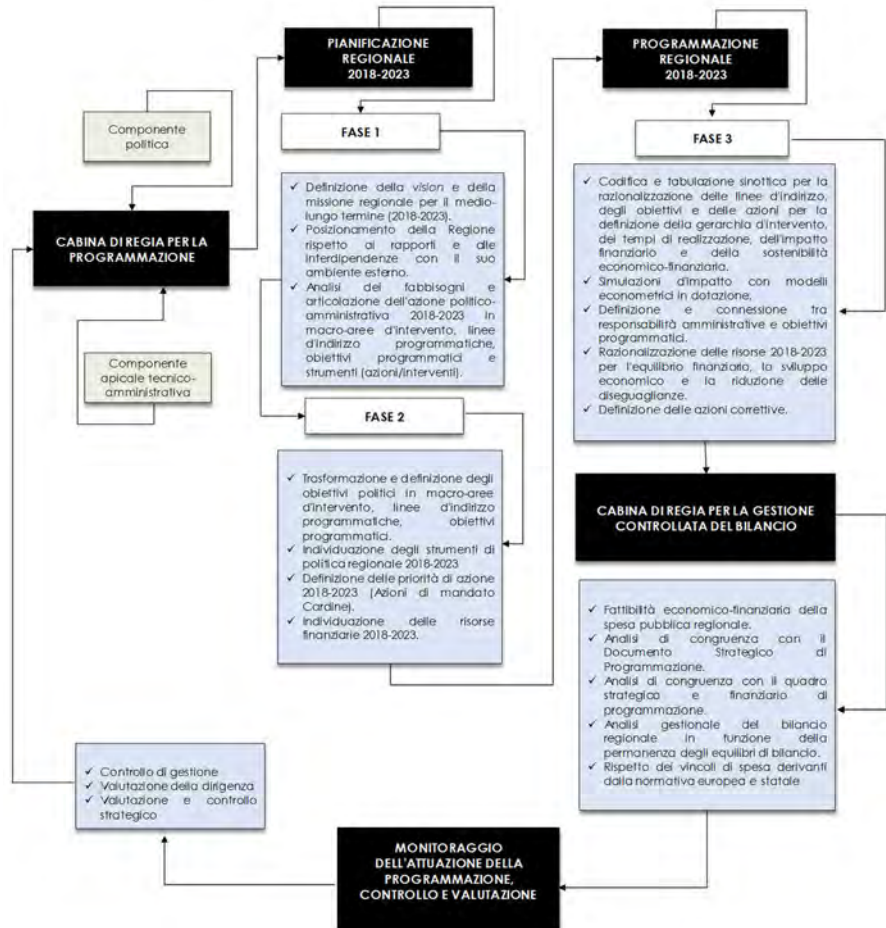 Componente
politica
CABINA DI REGIA PER LA
PROGRAMMAZIONE
Componente
apicale tecnico-
amministrativa
PIANIFICAZIONE
REGIONALE
2018-2023
FASE 1
✓ Definizione della vision e della
missione regionale per il medio-
lungo termine (2018-2023).
✓ Posizionamento della Regione
rispetto ai rapporti e alle
interdipendenze con il suo
ambiente esterno.
✓ Analisi dei fabbisogni e
articolazione dell'azione politico-
amministrativa 2018-2023 in
macro-aree d'intervento, linee
d'indirizzo programmatiche,
obiettivi programmatici e
strumenti (azioni/interventi).
FASE 2
✓ Trasformazione e definizione degli
obiettivi politici in macro-aree
d'intervento, linee d'indirizzo
programmatiche, obiettivi
programmatici.
✓ Individuazione degli strumenti di
politica regionale 2018-2023
✓ Definizione delle priorità di azione
2018-2023 (Azioni di mandato
Cardine).
✓ Individuazione delle risorse
finanziarie 2018-2023.
PROGRAMMAZIONE
REGIONALE
2018-2023
FASE 3
✓ Codifica e tabulazione sinottica per la
razionalizzazione delle linee d'indirizzo,
degli obiettivi e delle azioni per la
definizione della gerarchia d'intervento,
dei tempi di realizzazione, dell'impatto
finanziario e della sostenibilità
economico-finanziaria.
✓ Simulazioni d'impatto con modelli
econometrici in dotazione.
✓ Definizione e connessione tra
responsabilità amministrative e obiettivi
programmatici.
✓ Razionalizzazione delle risorse 2018-2023
per l'equilibrio finanziario, lo sviluppo
economico e la riduzione delle
diseguaglianze.
✓ Definizione delle azioni correttive.
CABINA DI REGIA PER LA GESTIONE
CONTROLLATA DEL BILANCIO
✓ Fattibilità economico-finanziaria della
spesa pubblica regionale.
✓ Analisi di congruenza con il
Documento Strategico di
Programmazione.
✓ Analisi di congruenza con il quadro
strategico e finanziario di
programmazione.
✓ Analisi gestionale del bilancio
regionale in funzione della
permanenza degli equilibri di bilancio.
✓ Rispetto dei vincoli di spesa derivanti
dalla normativa europea e statale
MONITORAGGIO
DELL'ATTUAZIONE DELLA
PROGRAMMAZIONE,
CONTROLLO E VALUTAZIONE
✓ Controllo di gestione
✓ Valutazione della dirigenza
✓ Valutazione e controllo
strategico